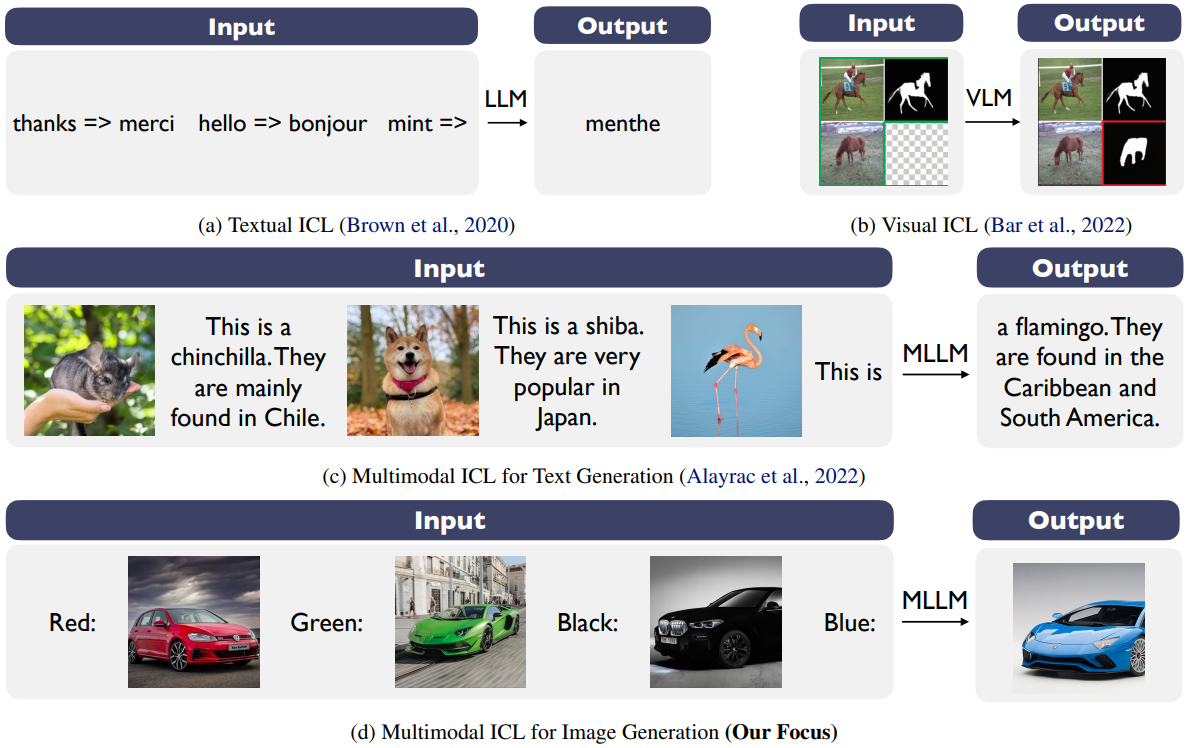 Input
Output
thanks => merci hello => bonjour mint =>
LLM
menthe
(a) Textual ICL (Brown et al., 2020)
Input
Output
VLM
(b) Visual ICL (Bar et al., 2022)
Input
Output
This is a
chinchilla. They
are mainly
found in Chile.
This is a shiba.
They are very
popular in
Japan.
This is
MLLM
a flamingo. They
are found in the
Caribbean and
South America.
(c) Multimodal ICL for Text Generation (Alayrac et al., 2022)
Input
Output
Red:
Green:
Black:
Blue:
MLLM
(d) Multimodal ICL for Image Generation (Our Focus)